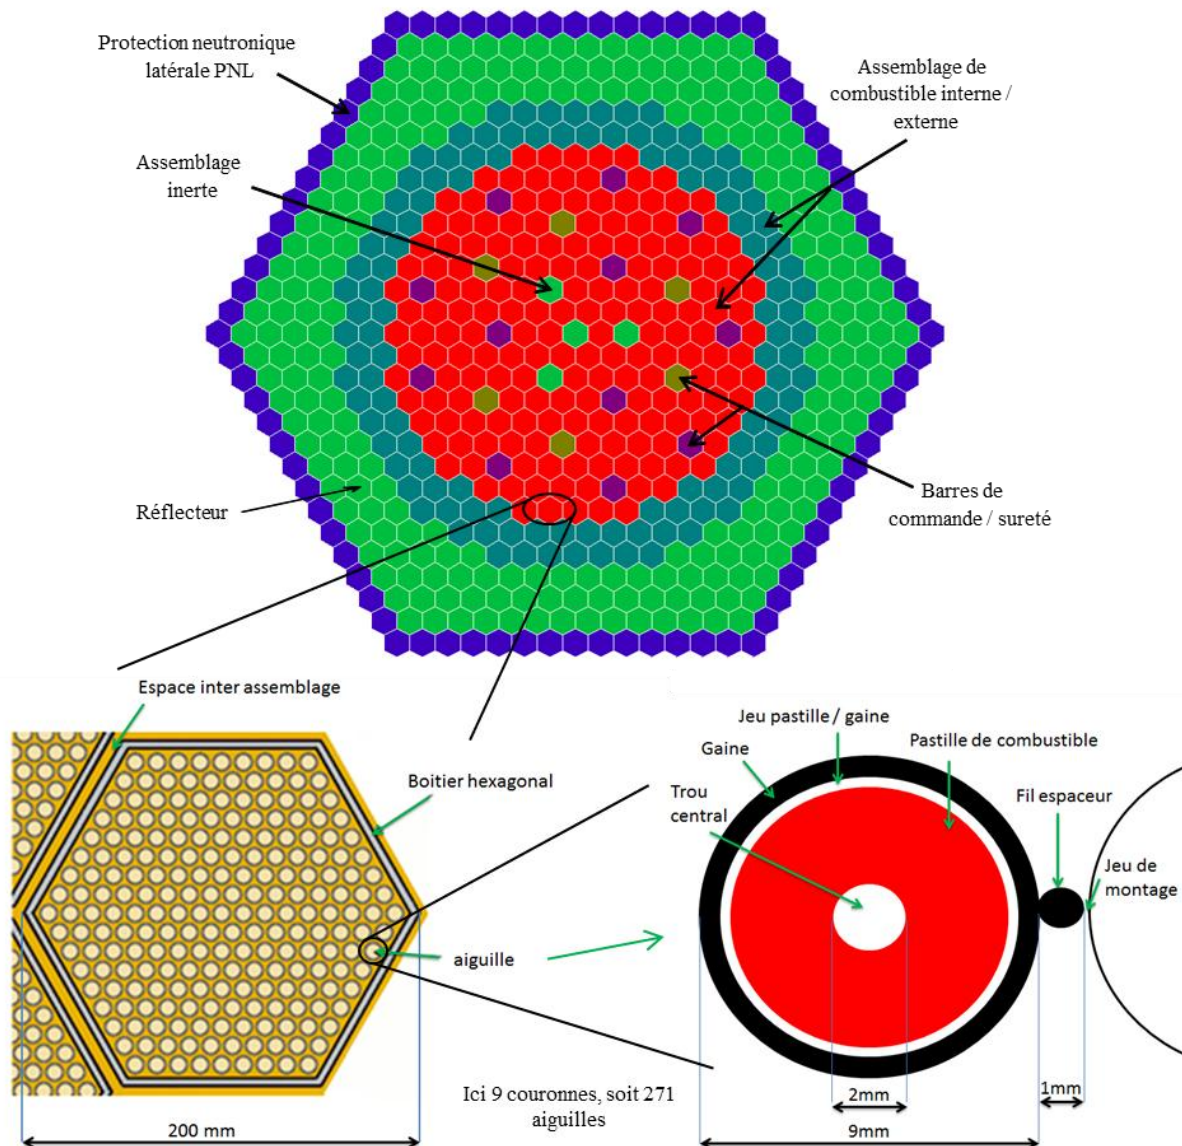 Protection neutronique
latérale PNL
Assemblage de
combustible interne /
externe
Assemblage
inerte
Réflecteur
Barres de
commande / sureté
Espace inter assemblage
Boitier hexagonal
aiguille
200 mm
Ici 9 couronnes, soit 271
aiguilles
Jeu pastille / gaine
Gaine
Pastille de combustible
Trou
central
Fil espaceur
Jeu de
montage
2mm
1mm
9mm